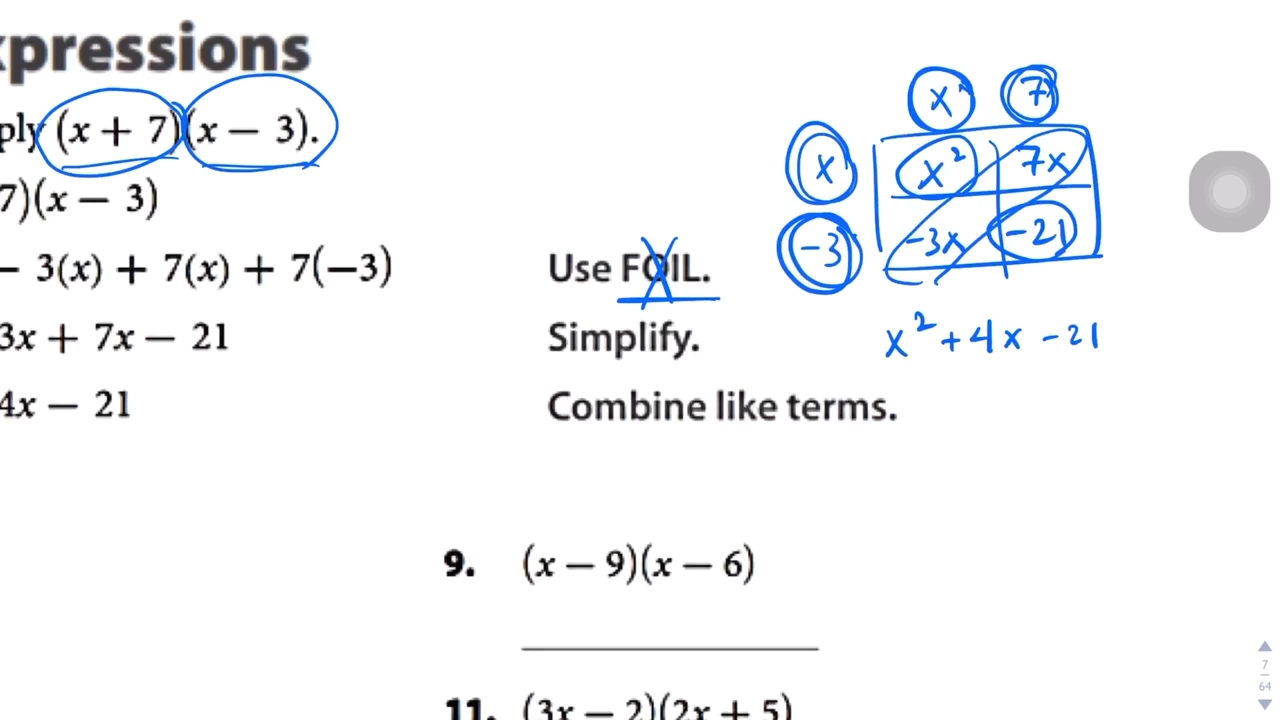 xpressions
ply (x + 7)(x − 3).
7)(x − 3)
− 3(x) + 7(x) + 7(−3)
Use FOIL.
3x + 7x − 21
Simplify.
4x − 21
Combine like terms.
x 7
x x² 7x
−3 −3x −21
x² + 4x − 21
9. (x − 9)(x − 6)
11. (3x − 2)(2x + 5)
7
64